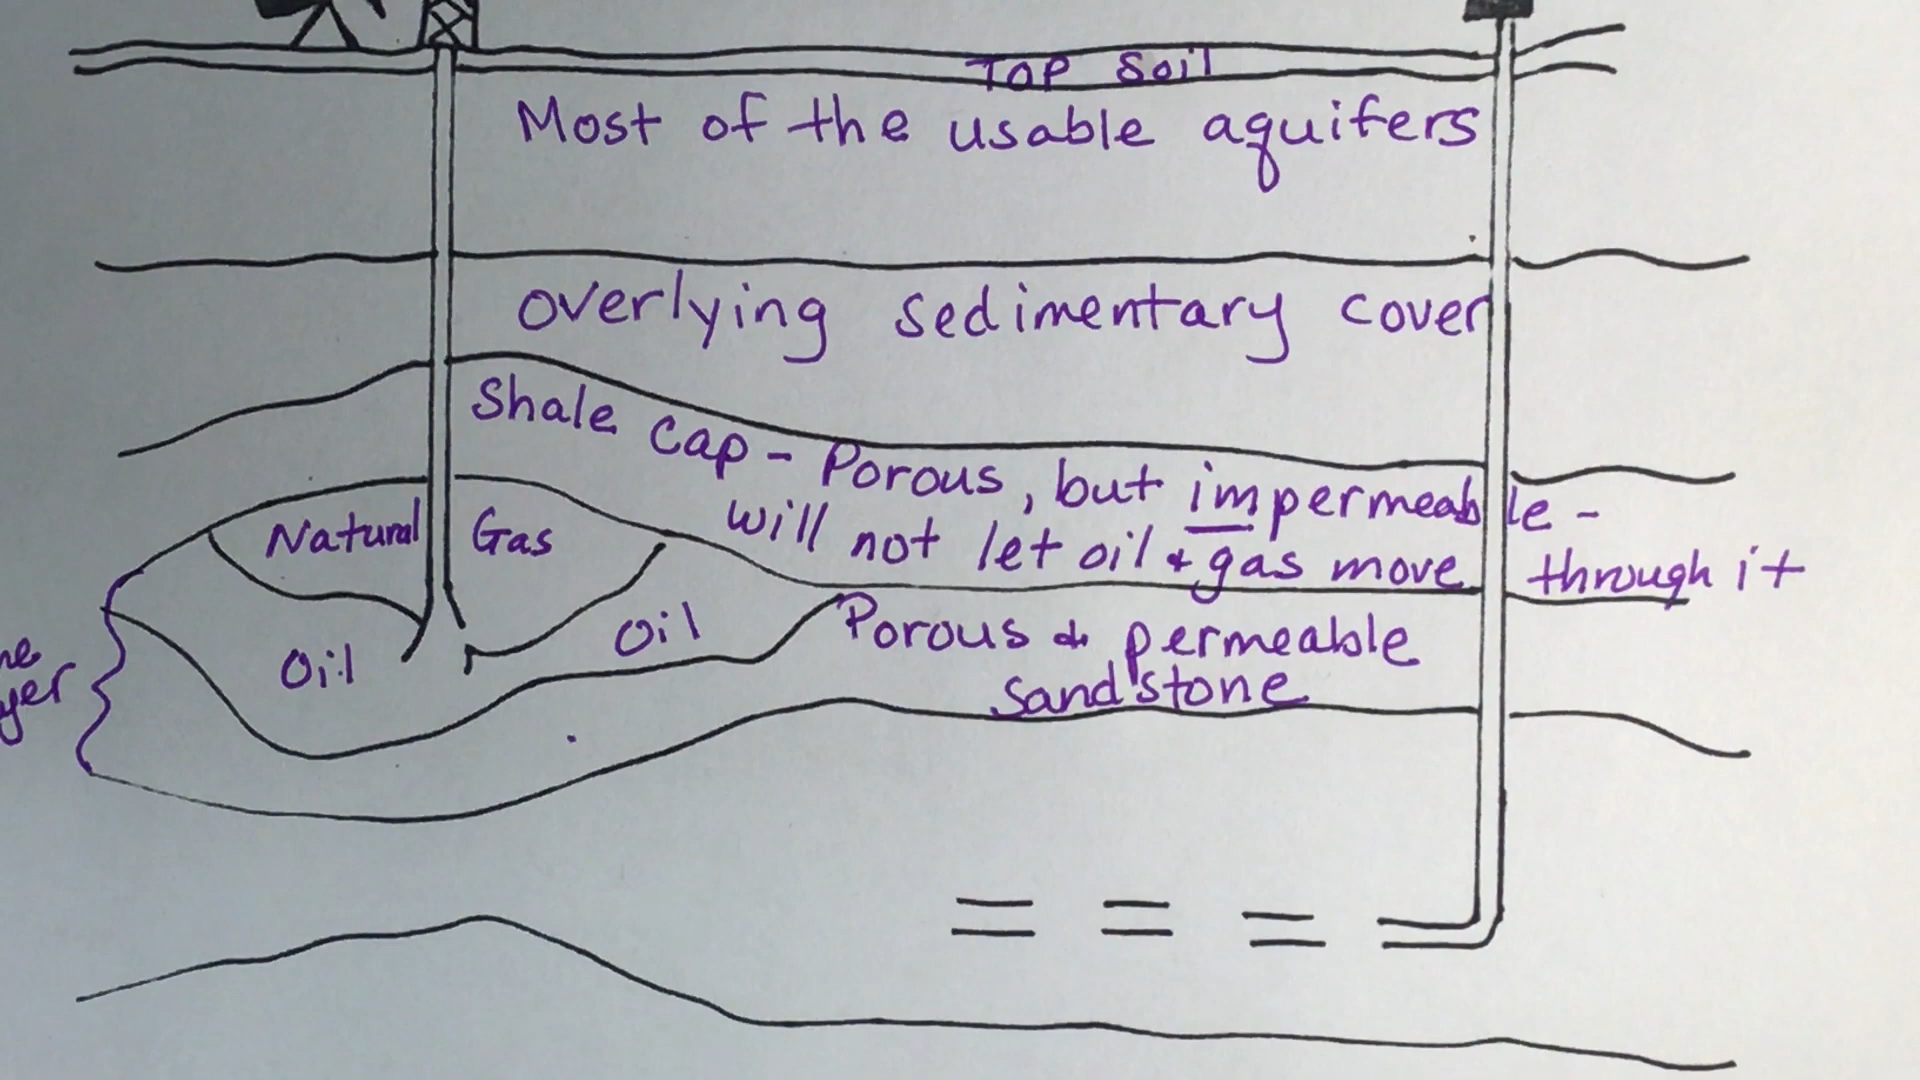 Top Soil
Most of the usable aquifers
overlying sedimentary cover
Shale Cap - Porous, but impermeable -
will not let oil & gas move through it
Natural Gas
Oil
Oil
Porous & permeable
Sandstone